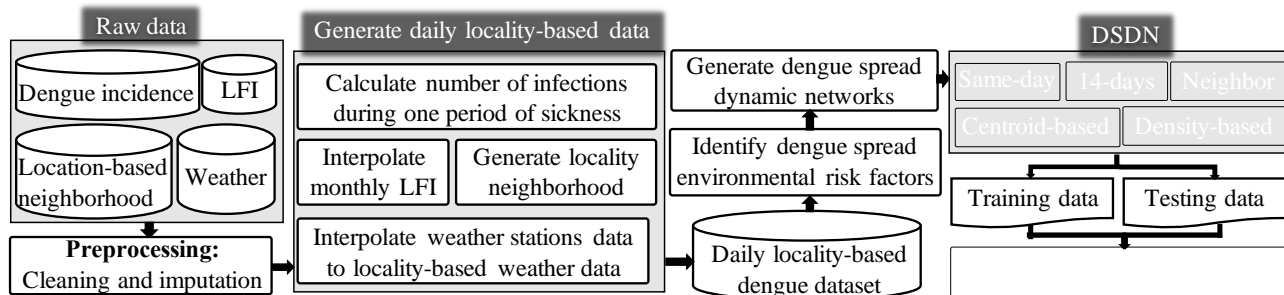 Raw data
Dengue incidence
LFI
Location-based
neighborhood
Weather
Preprocessing:
Cleaning and imputation
Generate daily locality-based data
Calculate number of infections
during one period of sickness
Interpolate
monthly LFI
Generate locality
neighborhood
Interpolate weather stations data
to locality-based weather data
Daily locality-based
dengue dataset
Identify dengue spread
environmental risk factors
Generate dengue spread
dynamic networks
DSDN
Same-day
14-days
Neighbor
Centroid-based
Density-based
Training data
Testing data